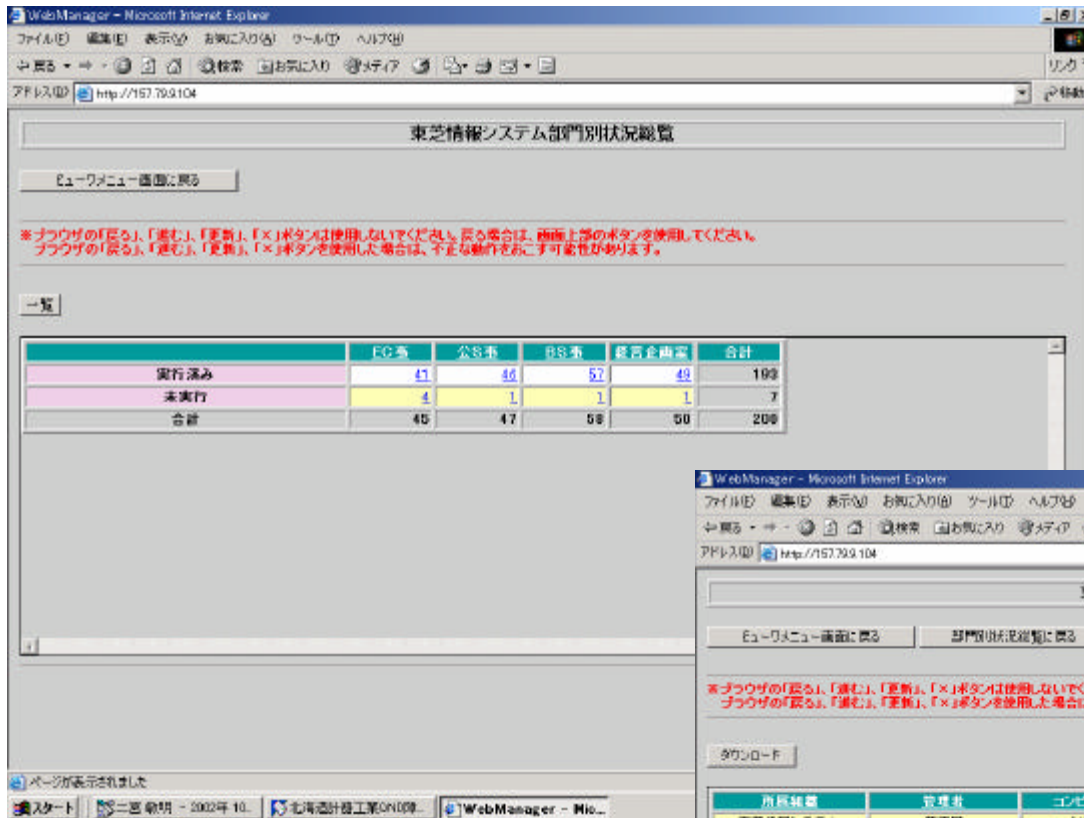 WebManager - Microsoft Internet Explorer
ファイル(F) 編集(E) 表示(V) お気に入り(A) ツール(T) ヘルプ(H)
戻る 検索 お気に入り メディア
リンク
アドレス(D) http://157.79.9.104 移動
東芝情報システム部門別状況総覧
ビューワメニュー画面に戻る
※ブラウザの「戻る」、「進む」、「更新」、「×」ボタンは使用しないでください。戻る場合は、画面上部のボタンを使用してください。
ブラウザの「戻る」、「進む」、「更新」、「×」ボタンを使用した場合は、不正な動作をおこす可能性があります。
一覧
EC事 公S事 BS事 経営企画室 合計
実行済み 41 46 57 49 193
未実行 4 1 1 1 7
合計 45 47 58 50 200
WebManager - Microsoft Internet Explorer
ファイル(F) 編集(E) 表示(V) お気に入り(A) ツール(T) ヘルプ(H)
戻る 検索 お気に入り メディア
アドレス(D) http://157.79.9.104
ビューワメニュー画面に戻る 部門別状況総覧に戻る
※ブラウザの「戻る」、「進む」、「更新」、「×」ボタンは使用しないでく
ブラウザの「戻る」、「進む」、「更新」、「×」ボタンを使用した場合は
ダウンロード
所属組織 管理者
ページが表示されました
スタート 二宮 敏明 - 2002年 10... WebManager - Mic...